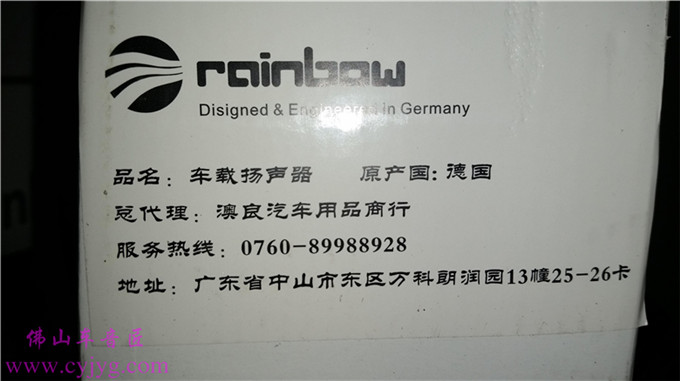 rainbow
Disigned & Engineered in Germany
品名：车载扬声器 原产国：德国
总代理：澳良汽车用品商行
服务热线：0760-89988928
地址：广东省中山市东区万科朗润园13幢25-26卡
佛山车音匠
www.cyjyg.com